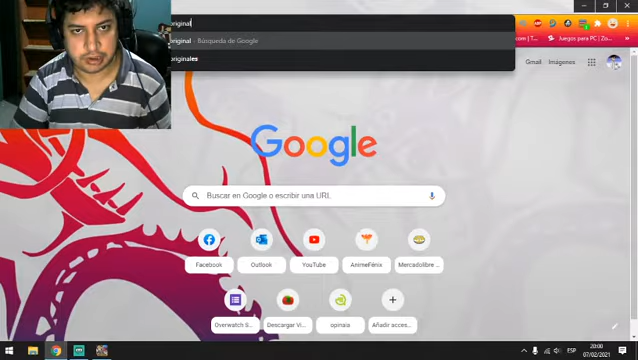 original
original - Búsqueda de Google
originales
Juegos para PC | Zo...
Gmail
Imágenes
Google
Buscar en Google o escribir una URL
Facebook
Outlook
YouTube
AnimeFénix
Mercadolibre ...
Overwatch S...
Descargar Vi...
opinais
Añadir acces...
ESP
20:00
07/02/2021